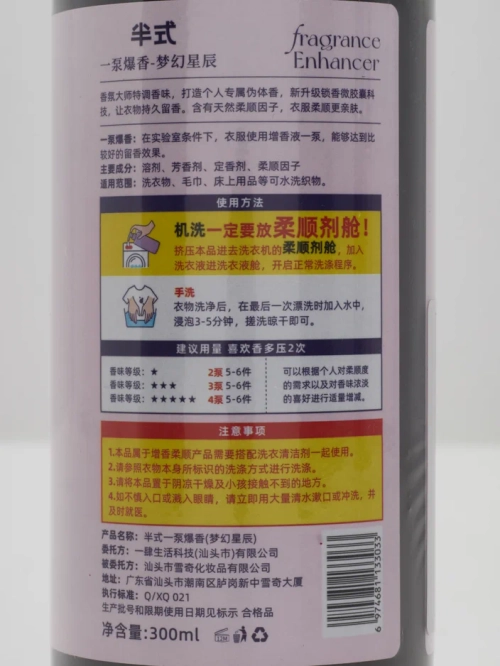 半式
fragrance
Enhancer
一泵爆香-梦幻星辰
香氛大师特调香味，打造个人专属伪体香，新升级锁香微胶囊科
技，让衣物持久留香。含有天然柔顺因子，衣服柔顺更亲肤。
一泵爆香：在实验室条件下，衣服使用增香液一泵，能够达到比
较好的留香效果。
主要成分：溶剂、芳香剂、定香剂、柔顺因子
适用范围：洗衣物、毛巾、床上用品等可水洗织物。
使用方法
机洗一定要放柔顺剂舱！
挤压本品进去洗衣机的柔顺剂舱，加入
洗衣液进洗衣液舱，开启正常洗涤程序。
手洗
衣物洗净后，在最后一次漂洗时加入水中，
浸泡3-5分钟，搓洗晾干即可。
建议用量 喜欢香多压2次
香味等级：★ 2泵 5-6件
香味等级：★★★ 3泵 5-6件
香味等级：★★★★★ 4泵 5-6件
可以根据个人对柔顺度
的需求以及对香味浓淡
的喜好进行适量增减。
注意事项
1.本品属于增香柔顺产品需要搭配洗衣清洁剂一起使用。
2.请参照衣物本身所标识的洗涤方式进行洗涤。
3.请将本品置于阴凉干燥及小孩接触不到的地方。
4.如不慎入口或溅入眼睛，请立即用大量清水漱口或冲洗，并
及时就医。
产品名称：半式一泵爆香(梦幻星辰)
委托方：一肆生活科技(汕头市)有限公司
被委托方：汕头市雪奇化妆品有限公司
地址：广东省汕头市潮南区胪岗新中雪奇大厦
执行标准：Q/XQ 021
生产批号和限期使用日期见标示 合格品
净含量：300ml
12M
6 974681 133033